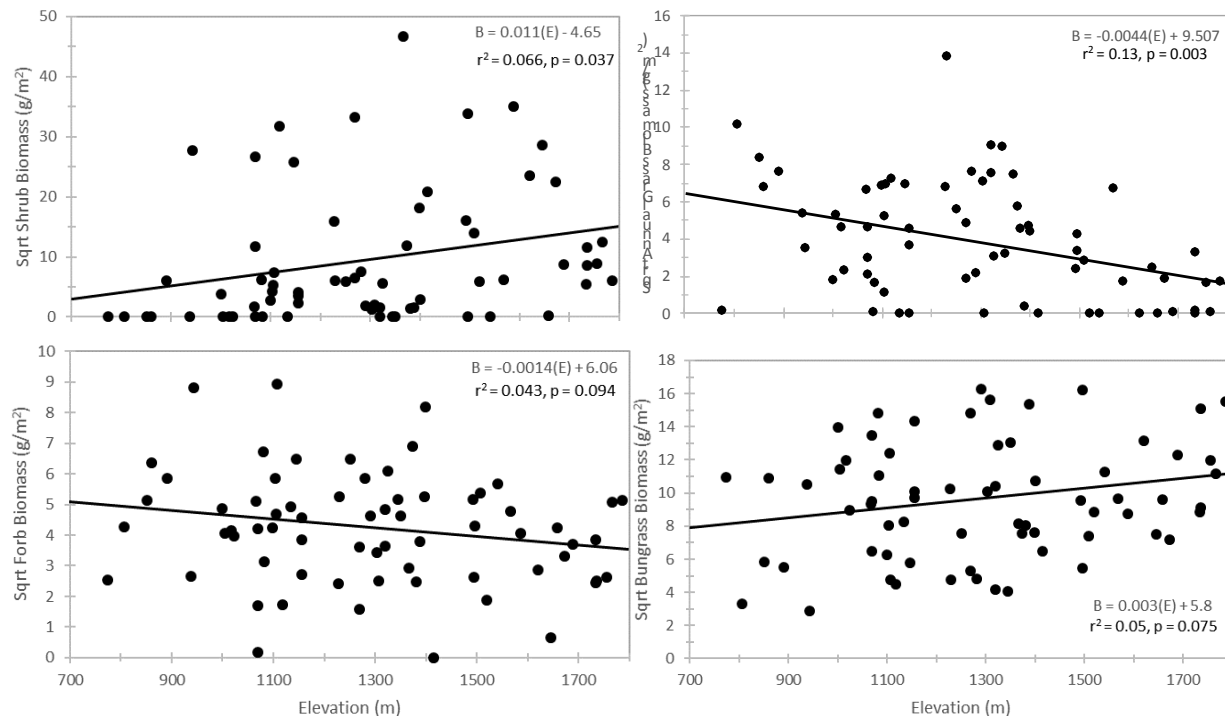 50
40
30
20
10
0
Sqrt Shrub Biomass (g/m²)
B = 0.011(E) - 4.65
r² = 0.066, p = 0.037
16
14
12
10
8
6
4
2
0
Sqrt Annual Grass Biomass (g/m²)
B = -0.0044(E) + 9.507
r² = 0.13, p = 0.003
10
9
8
7
6
5
4
3
2
1
0
Sqrt Forb Biomass (g/m²)
B = -0.0014(E) + 6.06
r² = 0.043, p = 0.094
700 900 1100 1300 1500 1700
Elevation (m)
18
16
14
12
10
8
6
4
2
0
Sqrt Bungrass Biomass (g/m²)
B = 0.003(E) + 5.8
r² = 0.05, p = 0.075
700 900 1100 1300 1500 1700
Elevation (m)